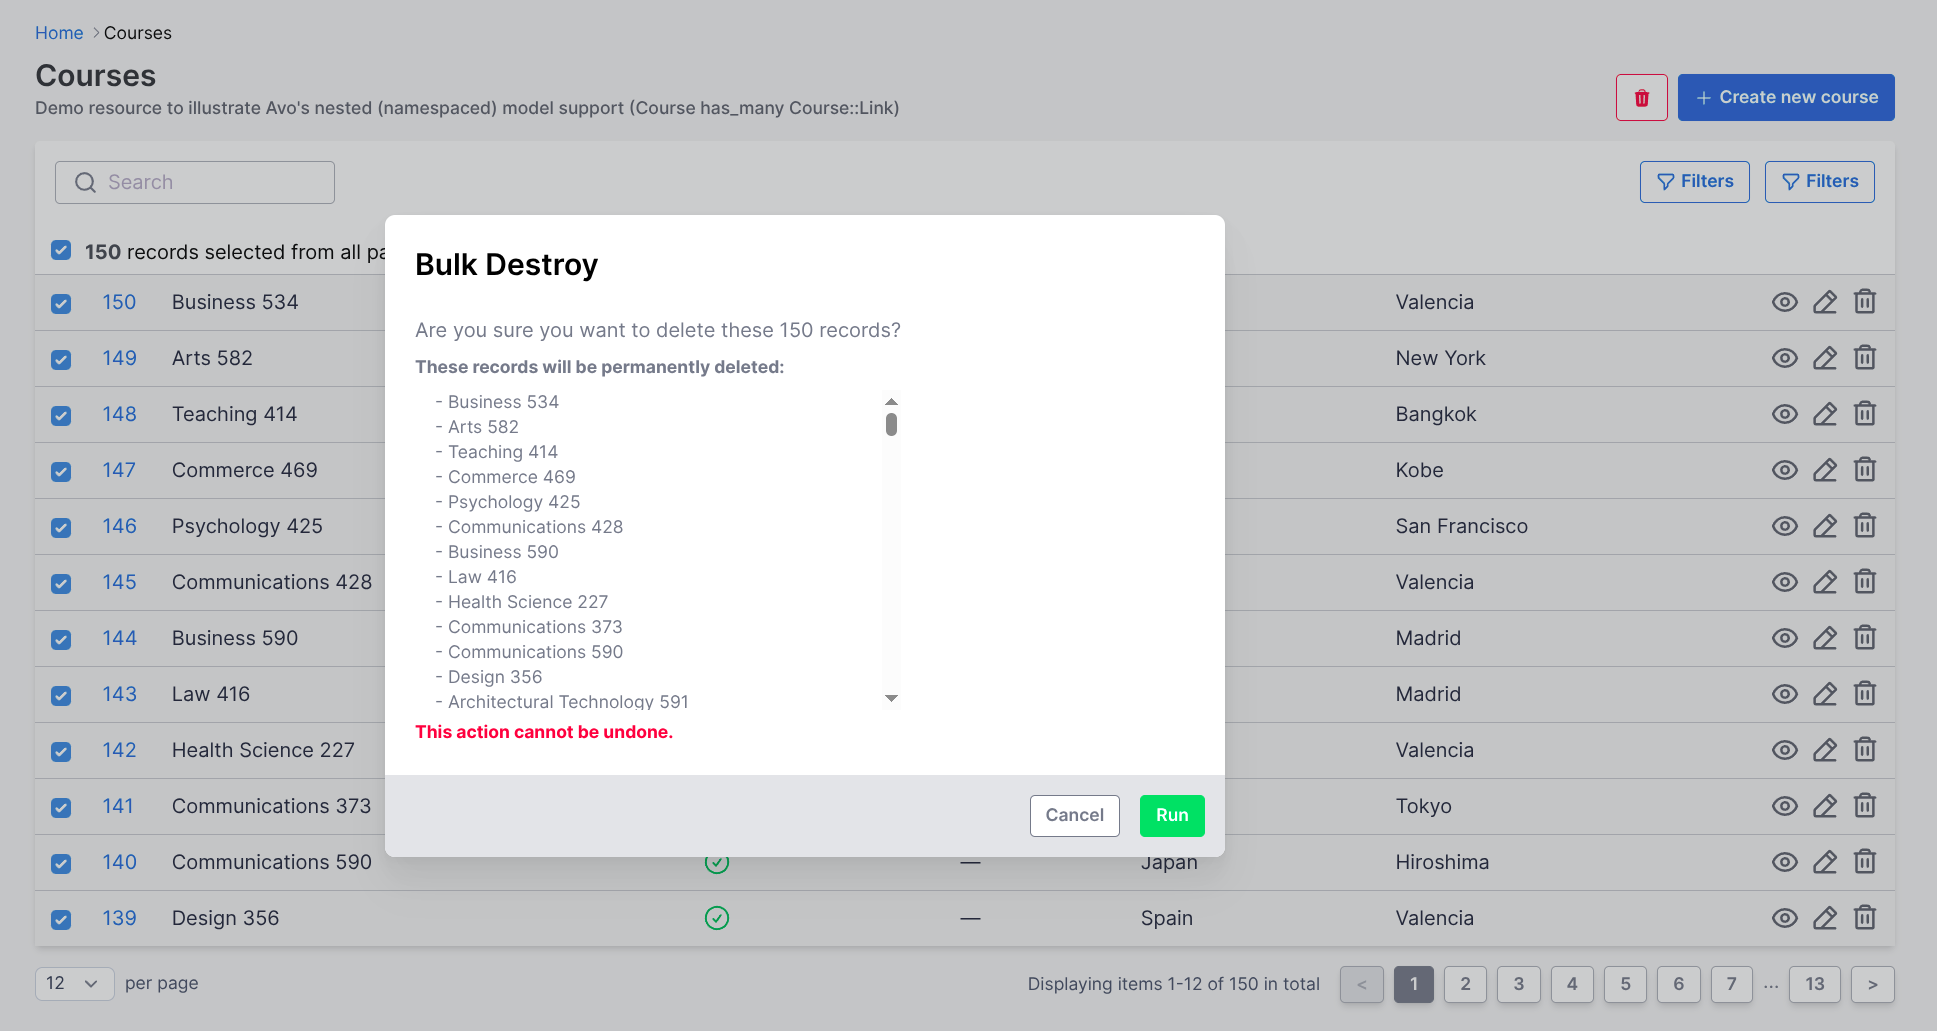 Home > Courses
Courses
Demo resource to illustrate Avo's nested (namespaced) model support (Course has_many Course::Link)
+ Create new course
Search
Filters
Filters
150 records selected from all pa
Bulk Destroy
Are you sure you want to delete these 150 records?
These records will be permanently deleted:
- Business 534
- Arts 582
- Teaching 414
- Commerce 469
- Psychology 425
- Communications 428
- Business 590
- Law 416
- Health Science 227
- Communications 373
- Communications 590
- Design 356
- Architectural Technology 591
This action cannot be undone.
Cancel
Run
150 Business 534 Valencia
149 Arts 582 New York
148 Teaching 414 Bangkok
147 Commerce 469 Kobe
146 Psychology 425 San Francisco
145 Communications 428 Valencia
144 Business 590 Madrid
143 Law 416 Madrid
142 Health Science 227 Valencia
141 Communications 373 Tokyo
140 Communications 590 — Japan Hiroshima
139 Design 356 — Spain Valencia
12 per page
Displaying items 1-12 of 150 in total
< 1 2 3 4 5 6 7 ... 13 >